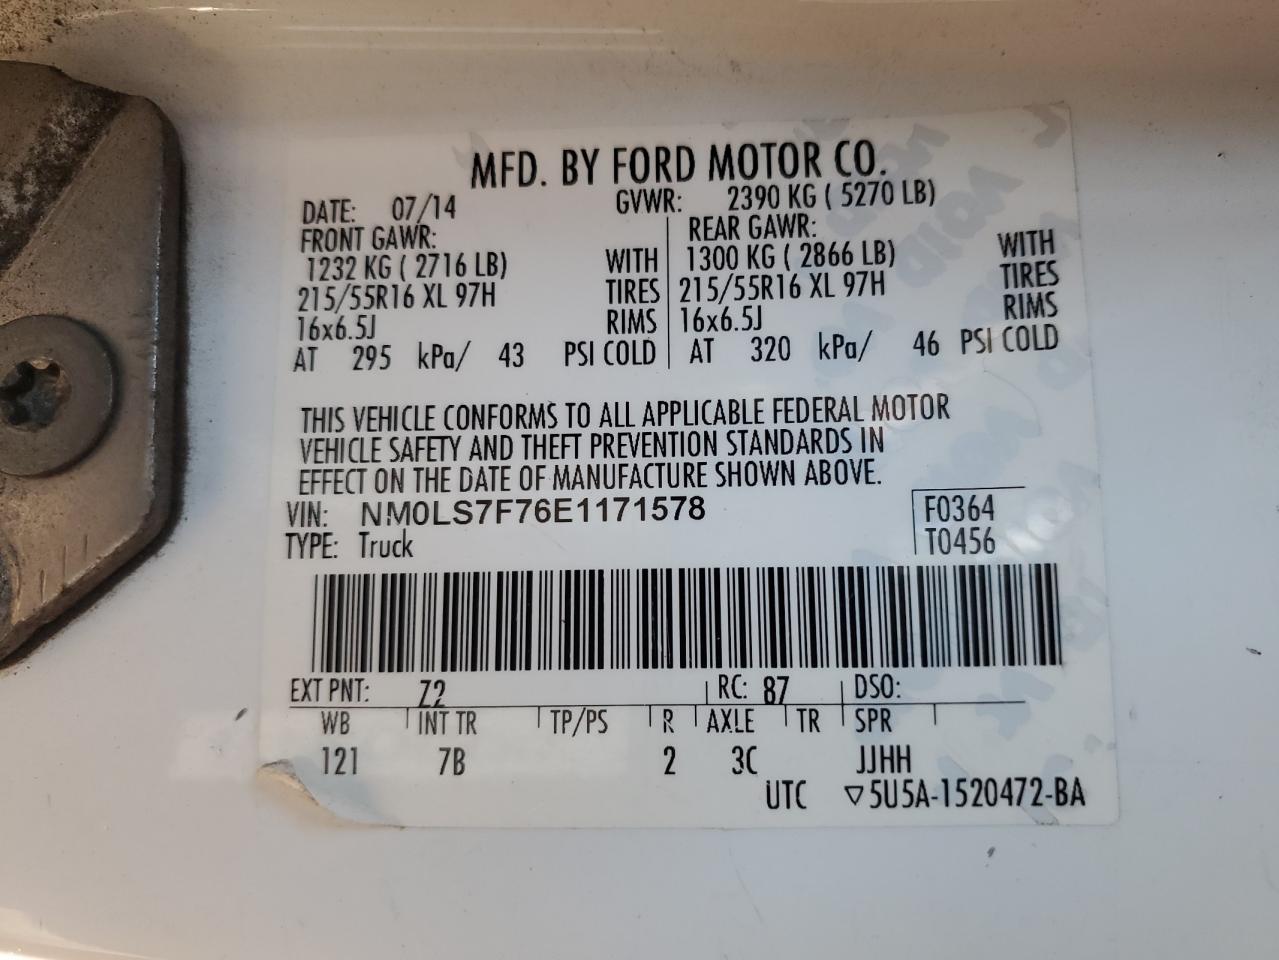 MFD. BY FORD MOTOR CO.
DATE: 07/14 GVWR: 2390 KG ( 5270 LB)
FRONT GAWR: REAR GAWR:
1232 KG ( 2716 LB) WITH 1300 KG ( 2866 LB) WITH
215/55R16 XL 97H TIRES 215/55R16 XL 97H TIRES
16x6.5J RIMS 16x6.5J RIMS
AT 295 kPa/ 43 PSI COLD AT 320 kPa/ 46 PSI COLD
THIS VEHICLE CONFORMS TO ALL APPLICABLE FEDERAL MOTOR
VEHICLE SAFETY AND THEFT PREVENTION STANDARDS IN
EFFECT ON THE DATE OF MANUFACTURE SHOWN ABOVE.
VIN: NM0LS7F76E1171578 F0364
TYPE: Truck T0456
EXT PNT: Z2 RC: 87 DSO:
WB INT TR TP/PS R AXLE TR SPR
121 7B 2 3C JJHH
UTC ▽5U5A-1520472-BA